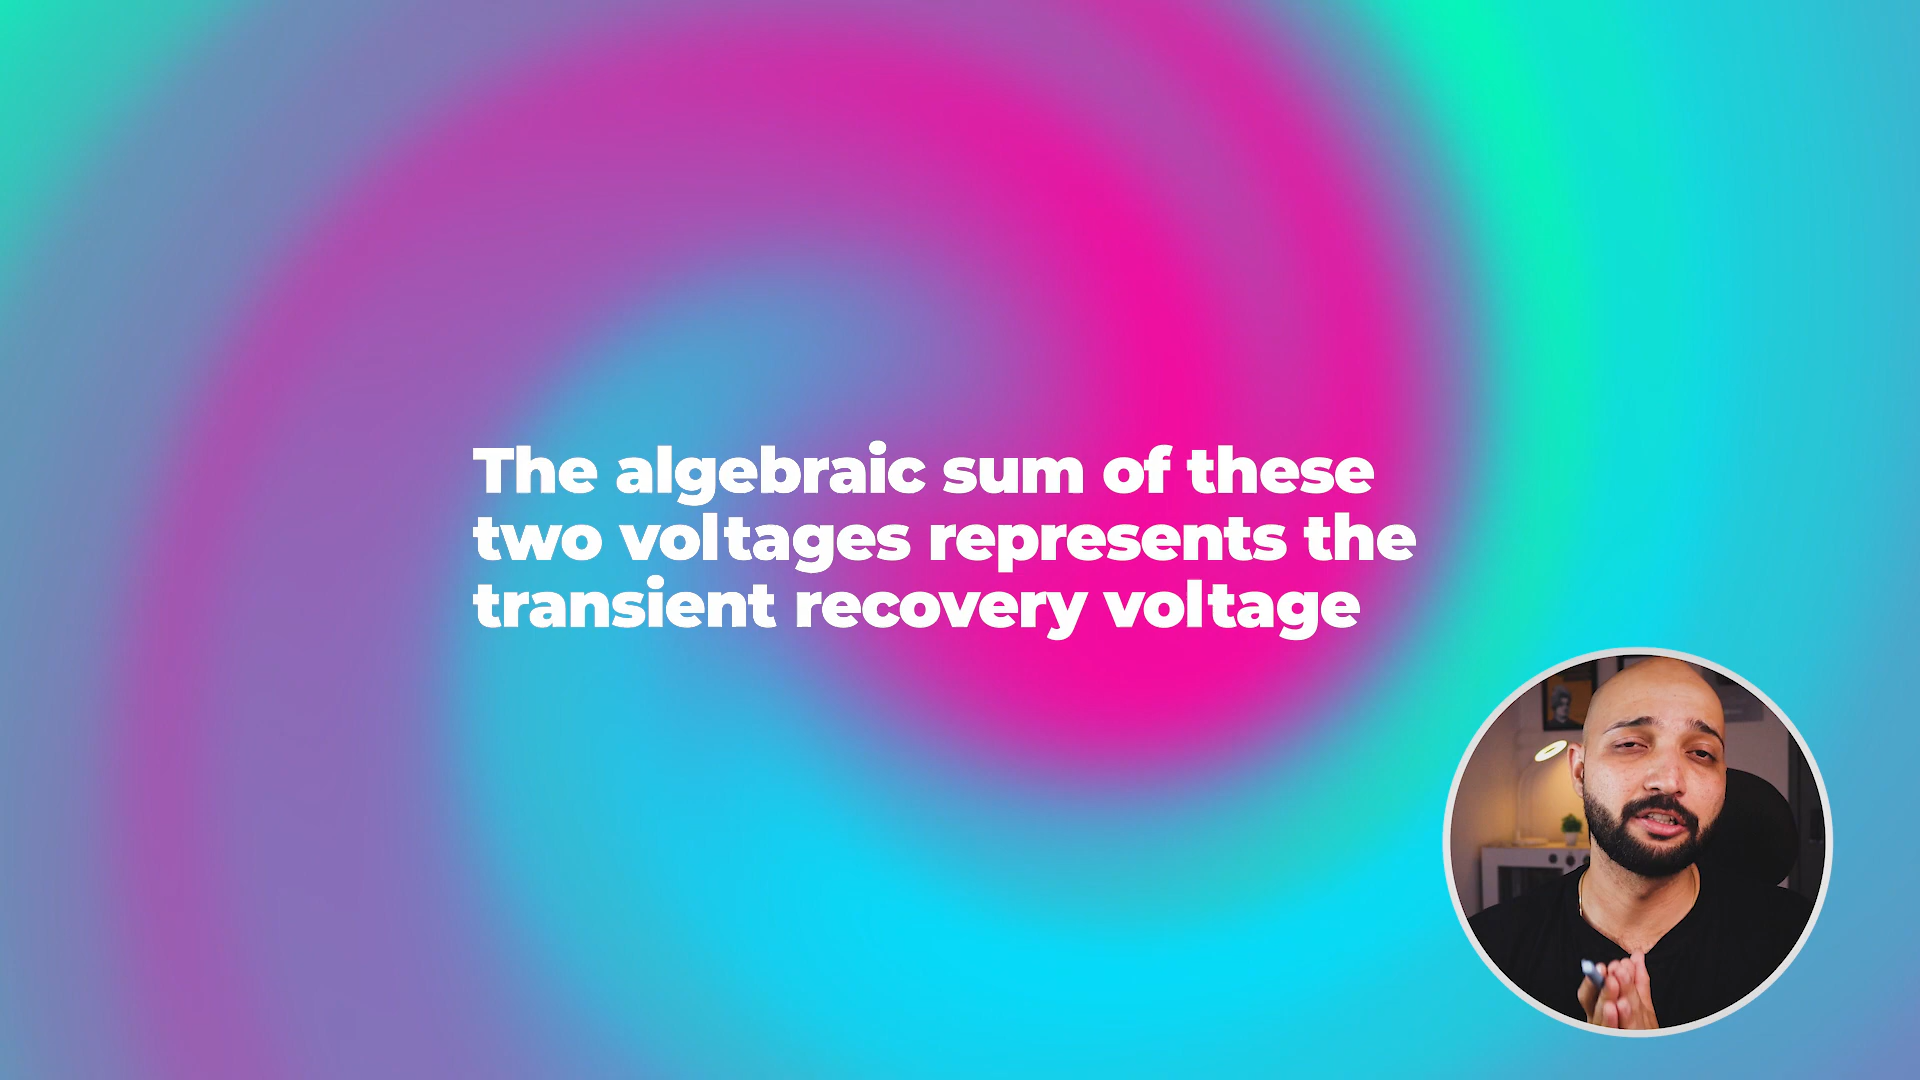 The algebraic sum of these
two voltages represents the
transient recovery voltage